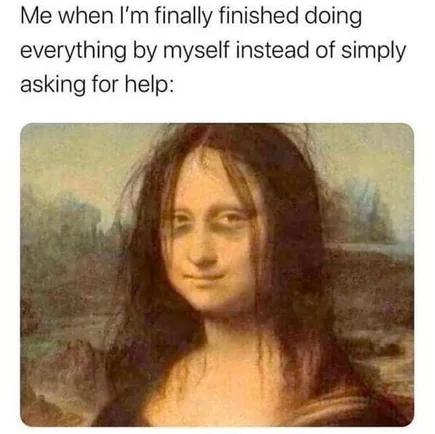 Me when I’m finally finished doing
everything by myself instead of simply
asking for help: